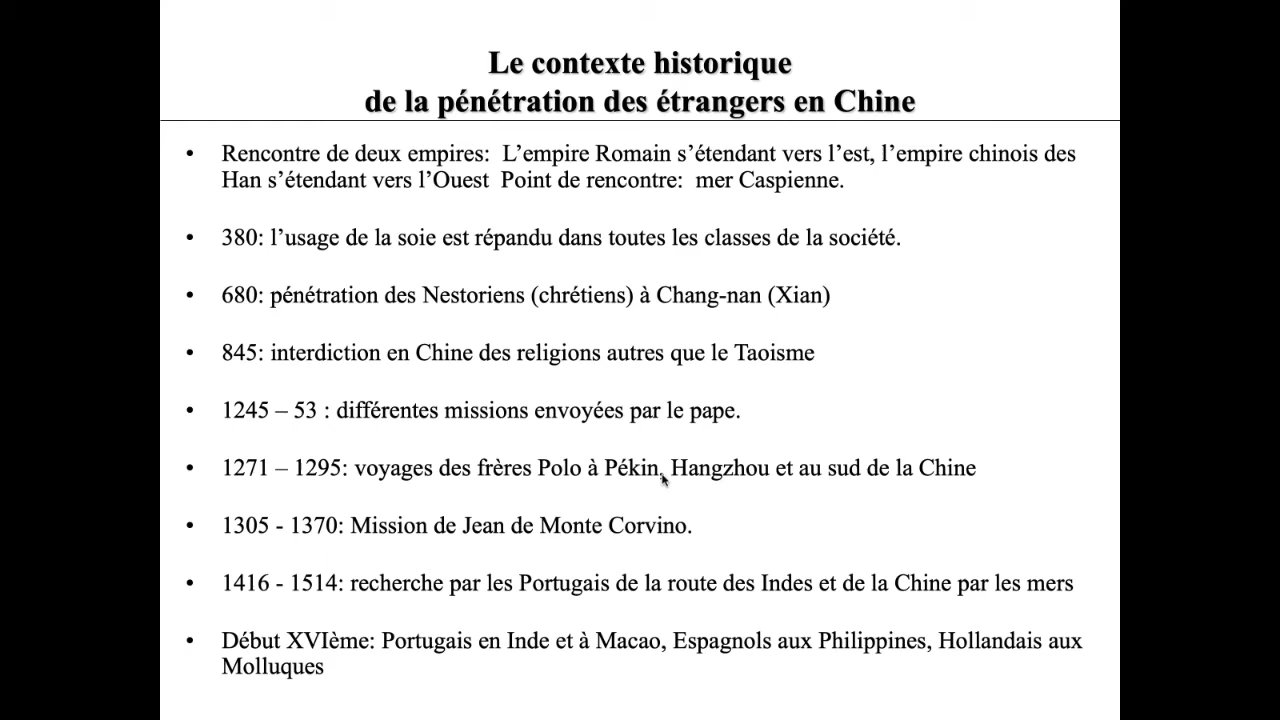 Le contexte historique
de la pénétration des étrangers en Chine
• Rencontre de deux empires:  L’empire Romain s’étendant vers l’est, l’empire chinois des
Han s’étendant vers l’Ouest  Point de rencontre:  mer Caspienne.
• 380: l’usage de la soie est répandu dans toutes les classes de la société.
• 680: pénétration des Nestoriens (chrétiens) à Chang-nan (Xian)
• 845: interdiction en Chine des religions autres que le Taoisme
• 1245 – 53 : différentes missions envoyées par le pape.
• 1271 – 1295: voyages des frères Polo à Pékin, Hangzhou et au sud de la Chine
• 1305 - 1370: Mission de Jean de Monte Corvino.
• 1416 - 1514: recherche par les Portugais de la route des Indes et de la Chine par les mers
• Début XVIème: Portugais en Inde et à Macao, Espagnols aux Philippines, Hollandais aux
Molluques